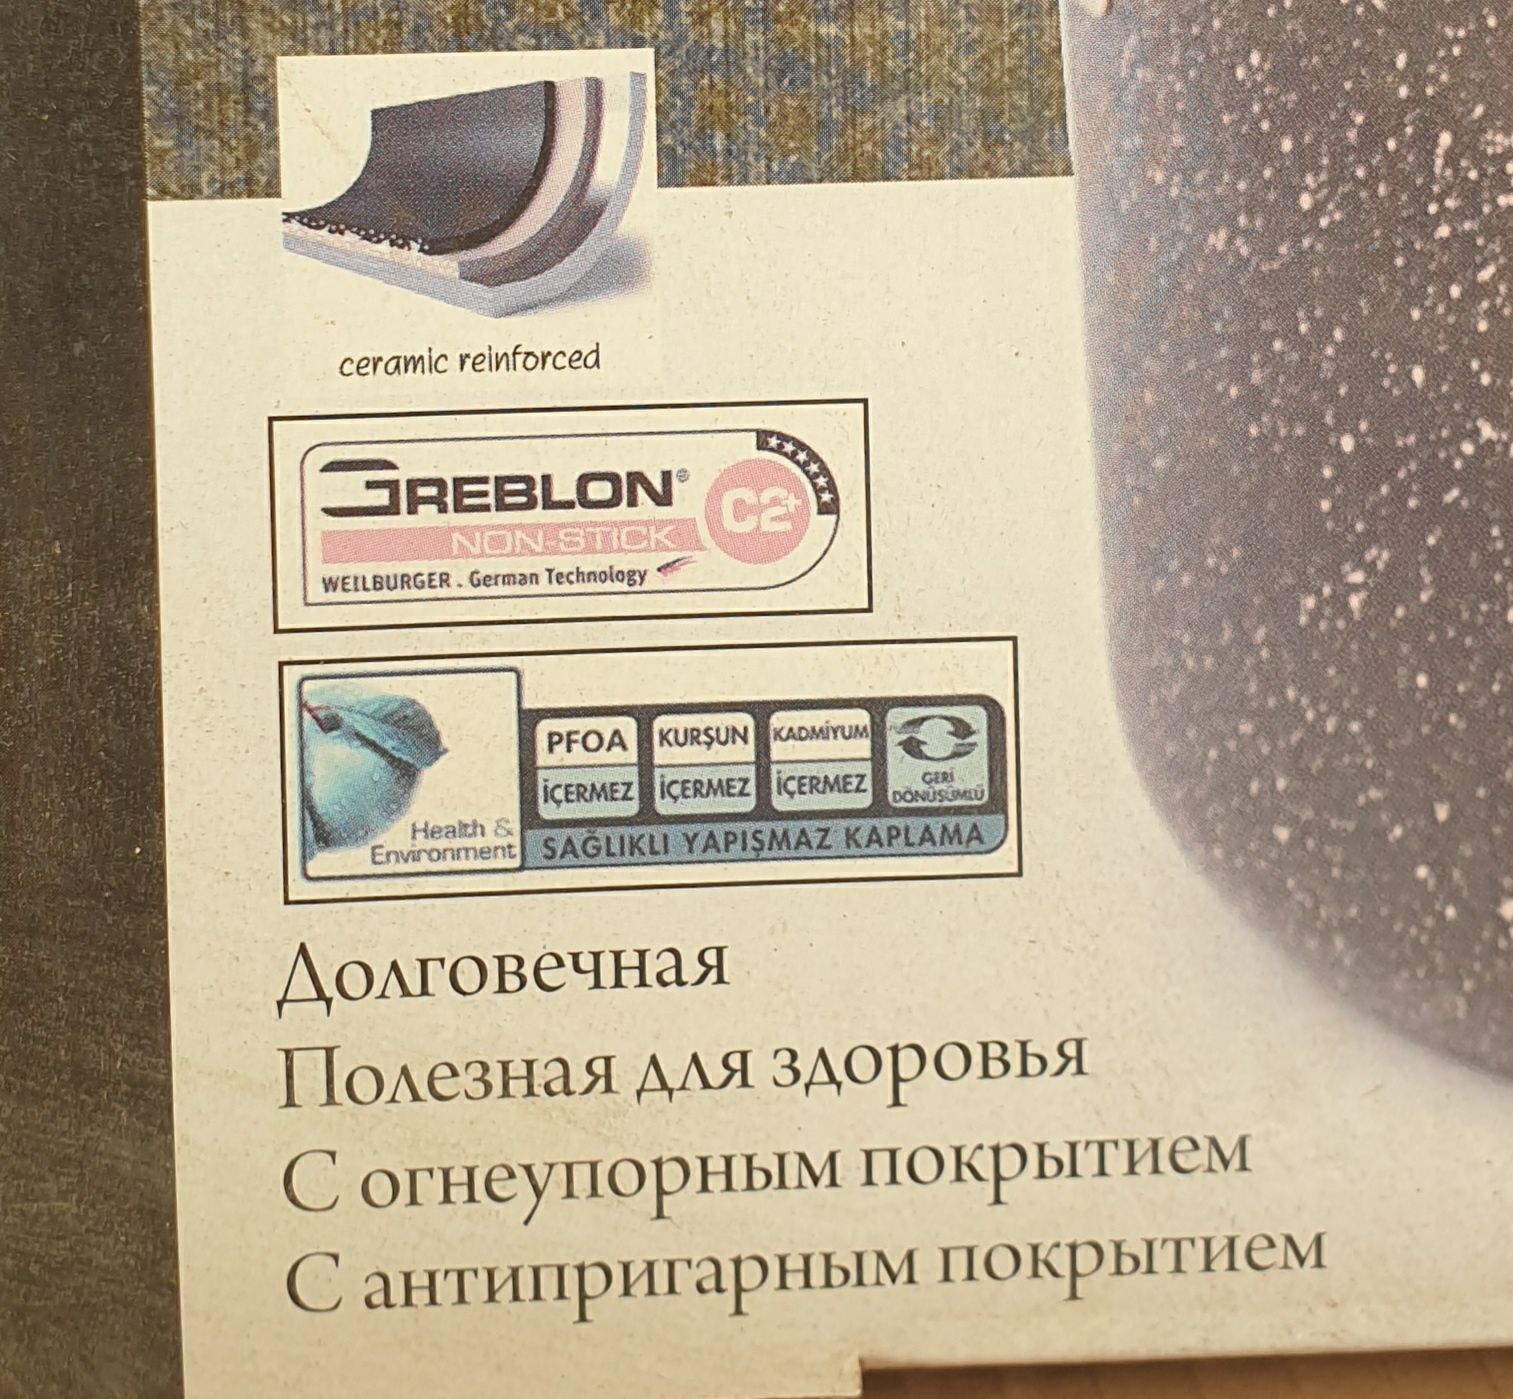 ceramic reinforced
GREBLON®
C2+
NON-STICK
WEILBURGER . German Technology
PFOA KURŞUN KADMİYUM
İÇERMEZ İÇERMEZ İÇERMEZ
GERİ
DÖNÜŞÜMLÜ
Health &
Environment
SAĞLIKLI YAPIŞMAZ KAPLAMA
Долговечная
Полезная для здоровья
С огнеупорным покрытием
С антипригарным покрытием